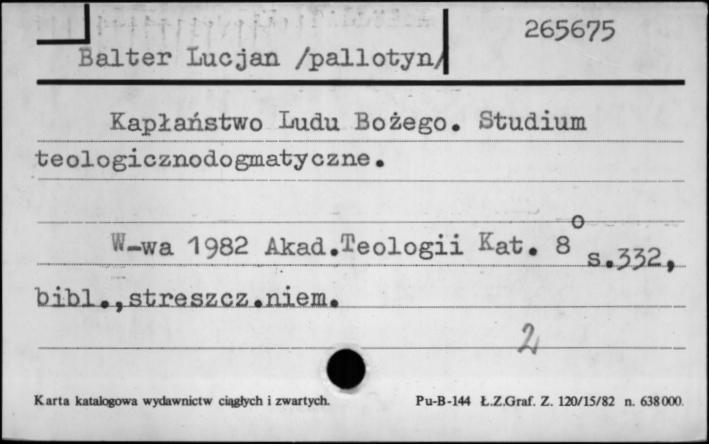 265675
Balter Lucjan /pallotyn/
Kapłaństwo Ludu Bożego. Studium
teologicznodogmatyczne.
W-wa 1982 Akad.Teologii Kat. 8o s.332,
bibl.,streszcz.niem.
2
Karta katalogowa wydawnictw ciągłych i zwartych. Pu-B-144 Ł.Z.Graf. Z. 120/15/82 n. 638000.